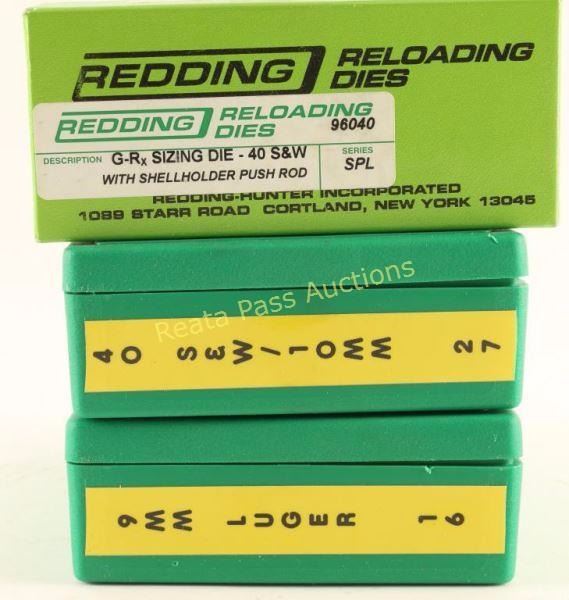 REDDING RELOADING
DIES
REDDING RELOADING
DIES 96040
DESCRIPTION G-Rx SIZING DIE - 40 S&W SERIES
WITH SHELLHOLDER PUSH ROD SPL
REDDING-HUNTER INCORPORATED
1089 STARR ROAD CORTLAND, NEW YORK 13045
Reata Pass Auctions
40 S&W/10MM 27
9MM LUGER 16